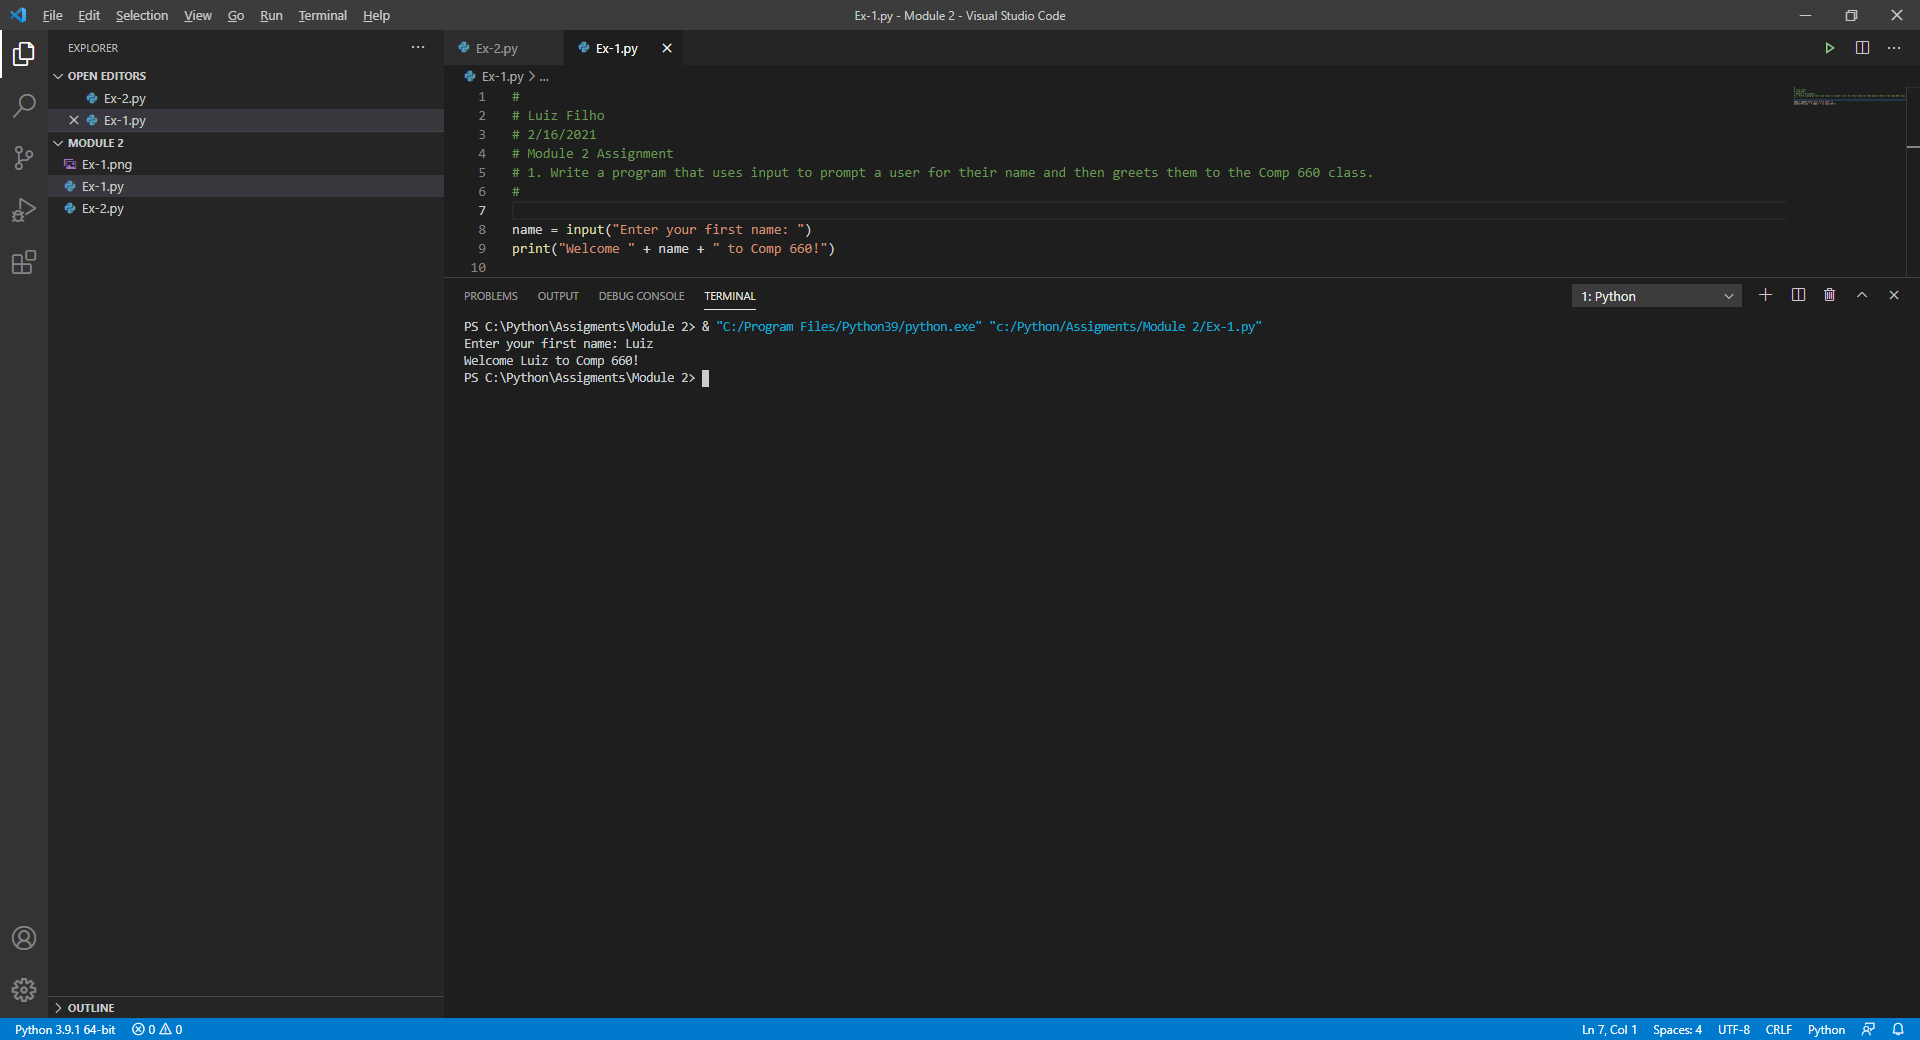 File Edit Selection View Go Run Terminal Help
Ex-1.py - Module 2 - Visual Studio Code
EXPLORER
OPEN EDITORS
Ex-2.py
Ex-1.py
MODULE 2
Ex-1.png
Ex-1.py
Ex-2.py
OUTLINE
Ex-2.py
Ex-1.py
Ex-1.py > ...
1 #
2 # Luiz Filho
3 # 2/16/2021
4 # Module 2 Assignment
5 # 1. Write a program that uses input to prompt a user for their name and then greets them to the Comp 660 class.
6 #
7
8 name = input("Enter your first name: ")
9 print("Welcome " + name + " to Comp 660!")
10
PROBLEMS OUTPUT DEBUG CONSOLE TERMINAL
1: Python
PS C:\Python\Assigments\Module 2> & "C:/Program Files/Python39/python.exe" "c:/Python/Assigments/Module 2/Ex-1.py"
Enter your first name: Luiz
Welcome Luiz to Comp 660!
PS C:\Python\Assigments\Module 2>
Python 3.9.1 64-bit 0 0
Ln 7, Col 1 Spaces: 4 UTF-8 CRLF Python